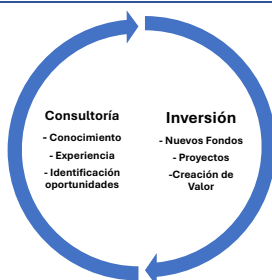 Consultoría
- Conocimiento
- Experiencia
- Identificación
oportunidades
Inversión
- Nuevos Fondos
- Proyectos
-Creación de
Valor